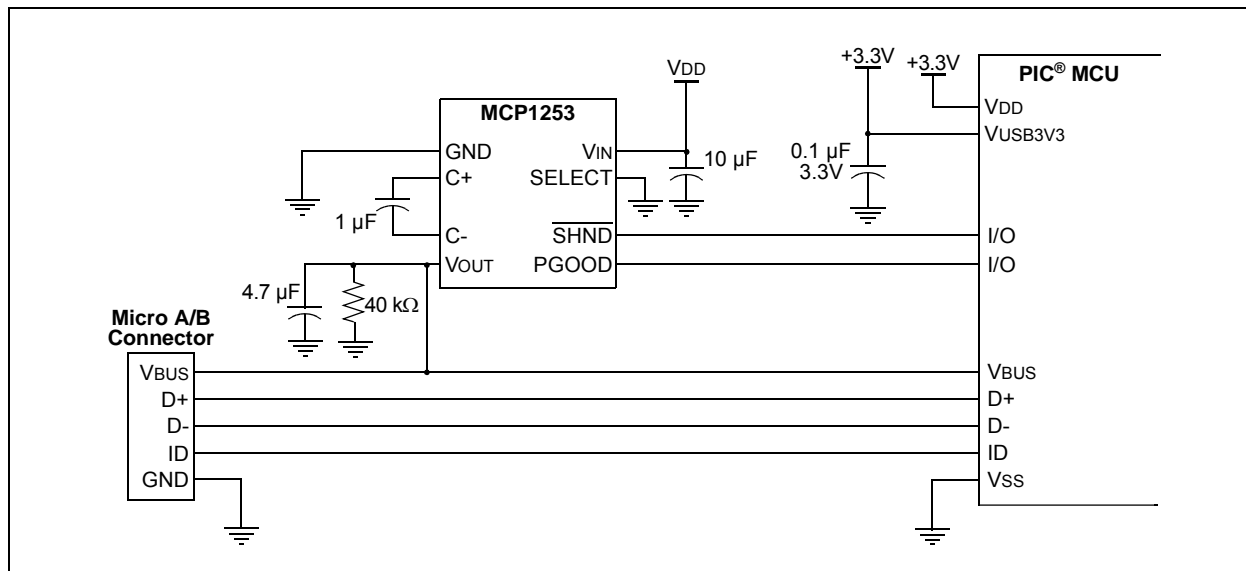 +3.3V
+3.3V
PIC® MCU
VDD
VDD
MCP1253
VUSB3V3
GND
VIN
10 µF
0.1 µF
3.3V
C+
SELECT
1 µF
C-
SHND
I/O
VOUT
PGOOD
I/O
4.7 µF
40 kΩ
Micro A/B
Connector
VBUS
VBUS
D+
D+
D-
D-
ID
ID
GND
VSS